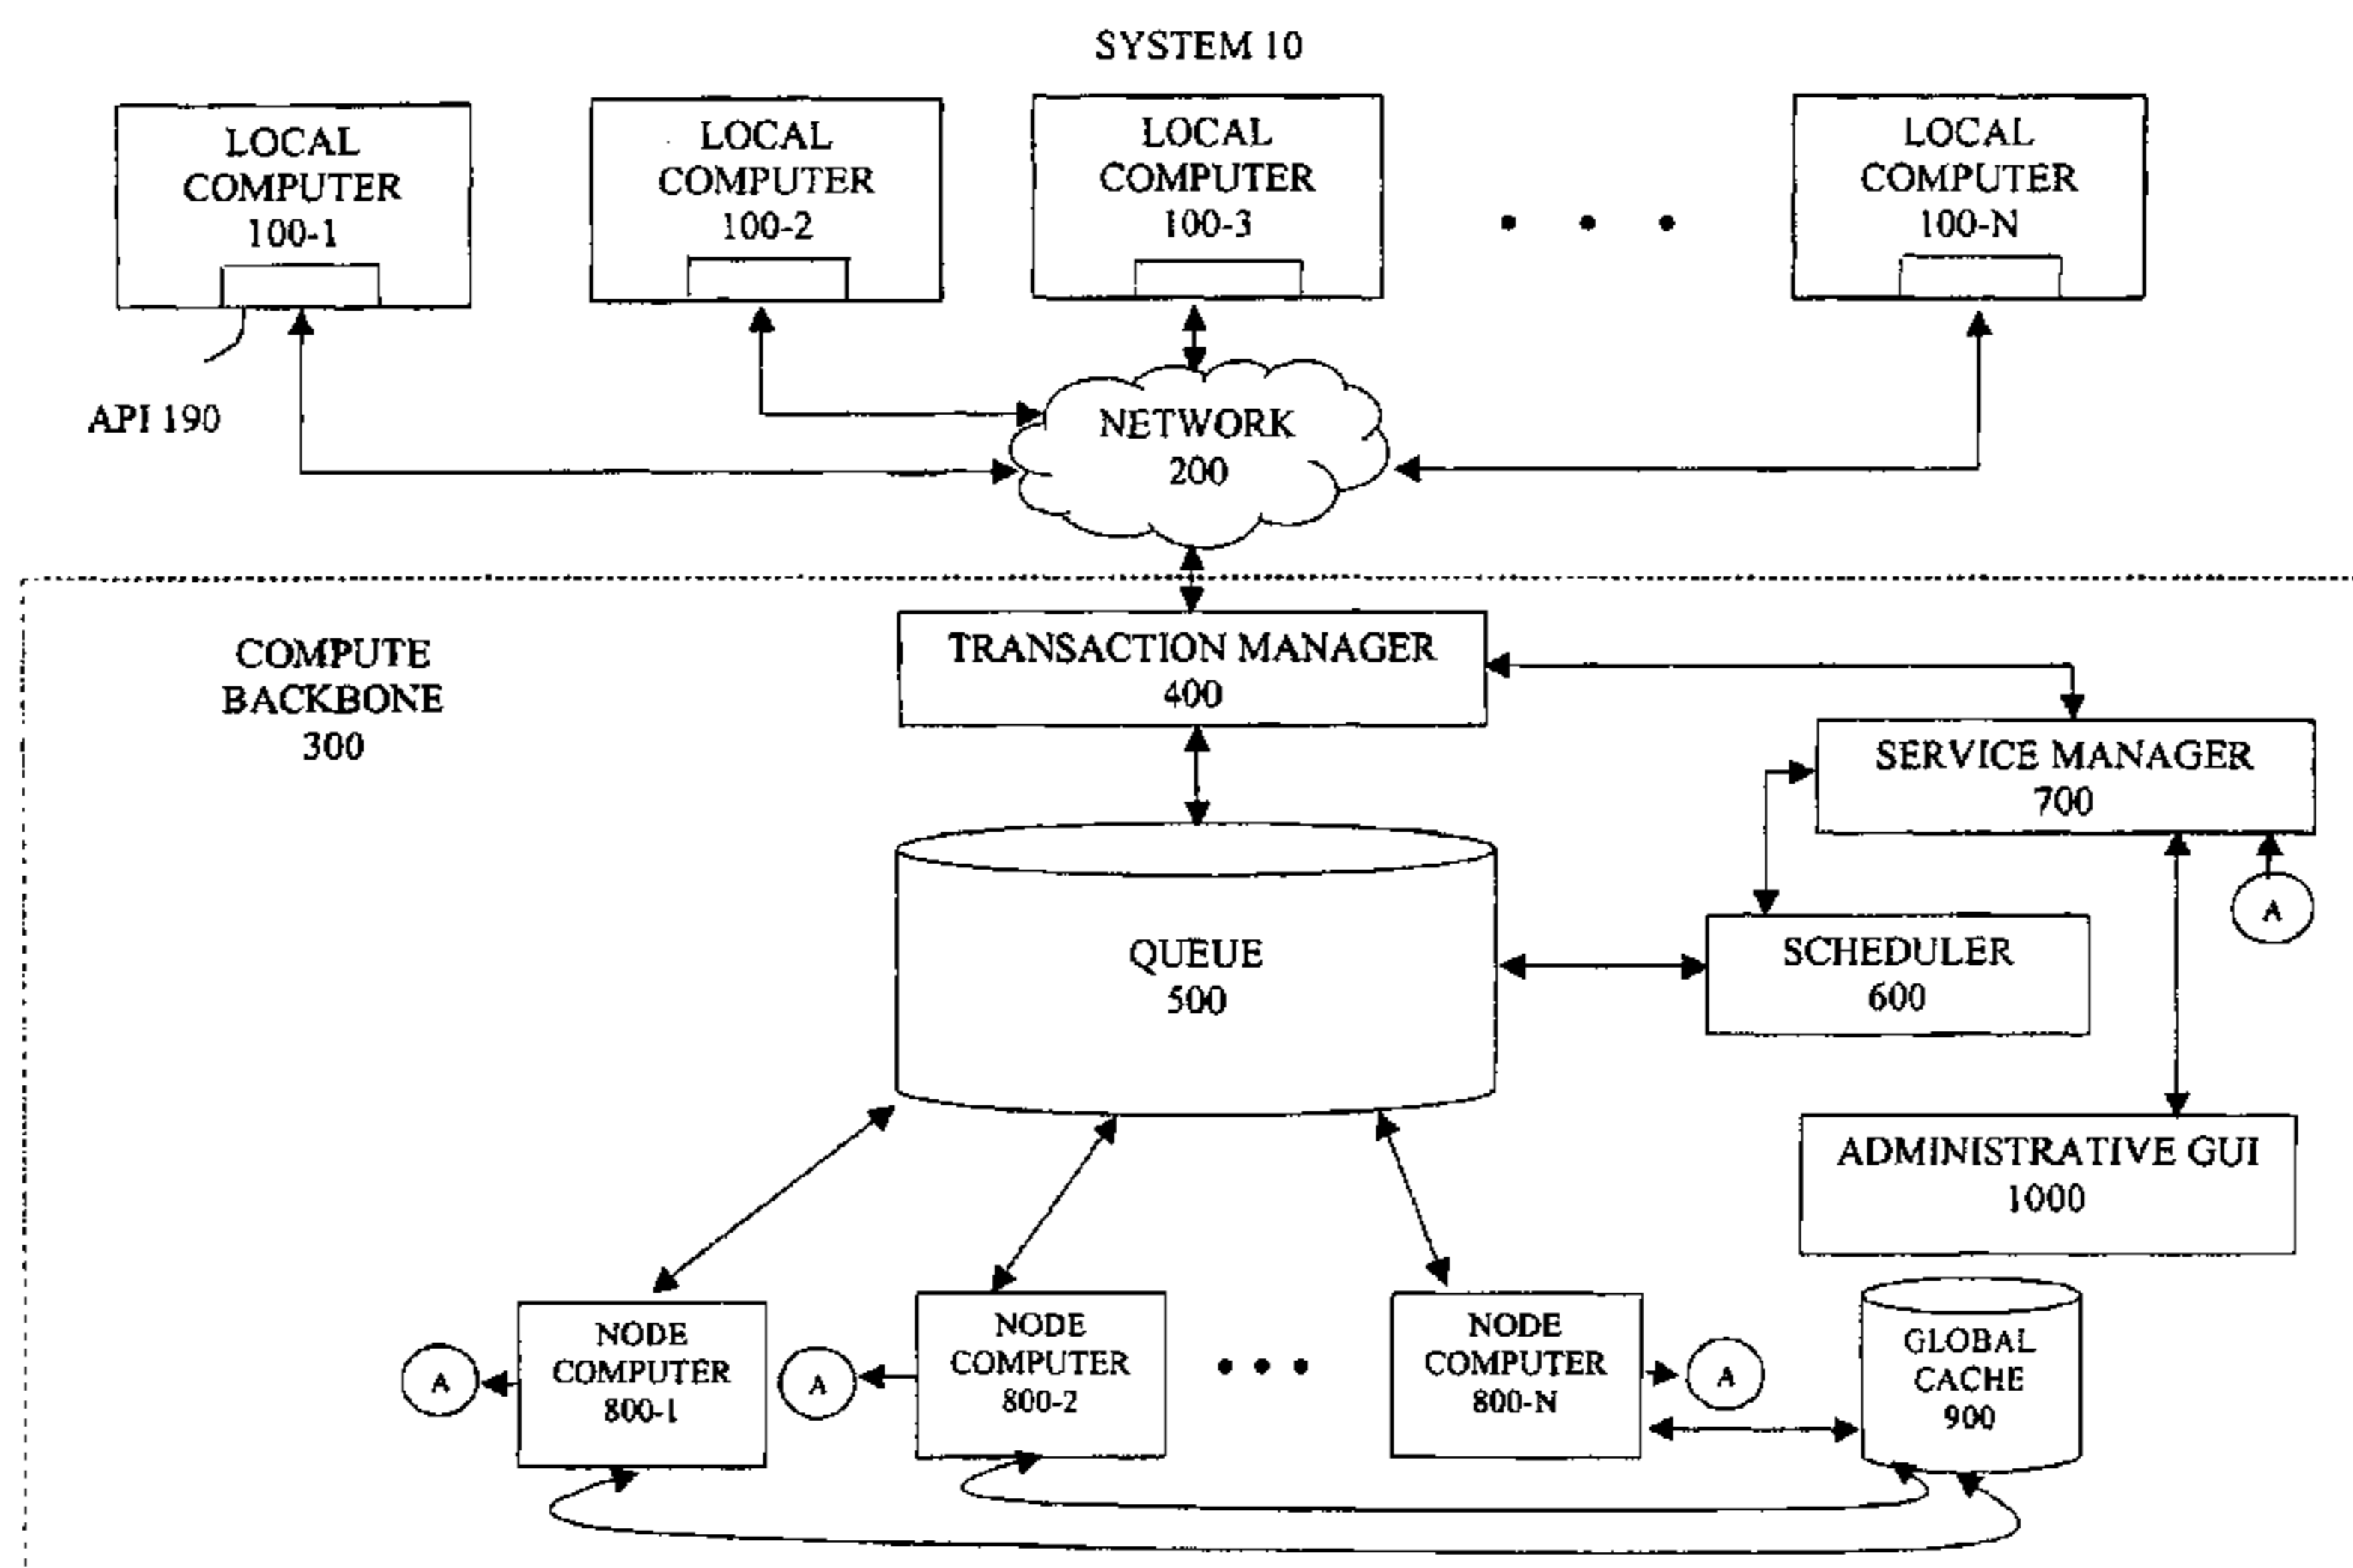 SYSTEM 10
LOCAL
COMPUTER
100-1
LOCAL
COMPUTER
100-2
LOCAL
COMPUTER
100-3
LOCAL
COMPUTER
100-N
API 190
NETWORK
200
COMPUTE
BACKBONE
300
TRANSACTION MANAGER
400
SERVICE MANAGER
700
A
QUEUE
500
SCHEDULER
600
ADMINISTRATIVE GUI
1000
A
NODE
COMPUTER
800-1
A
NODE
COMPUTER
800-2
NODE
COMPUTER
800-N
A
GLOBAL
CACHE
900